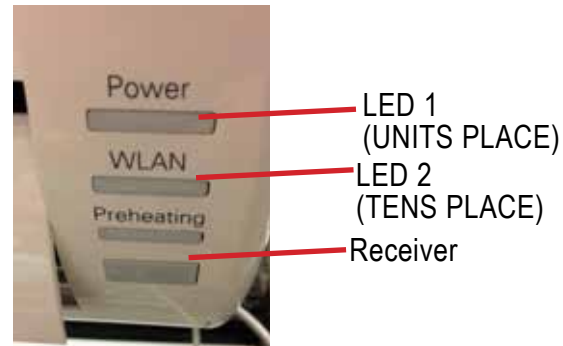 Power
WLAN
Preheating
LED 1
(UNITS PLACE)
LED 2
(TENS PLACE)
Receiver